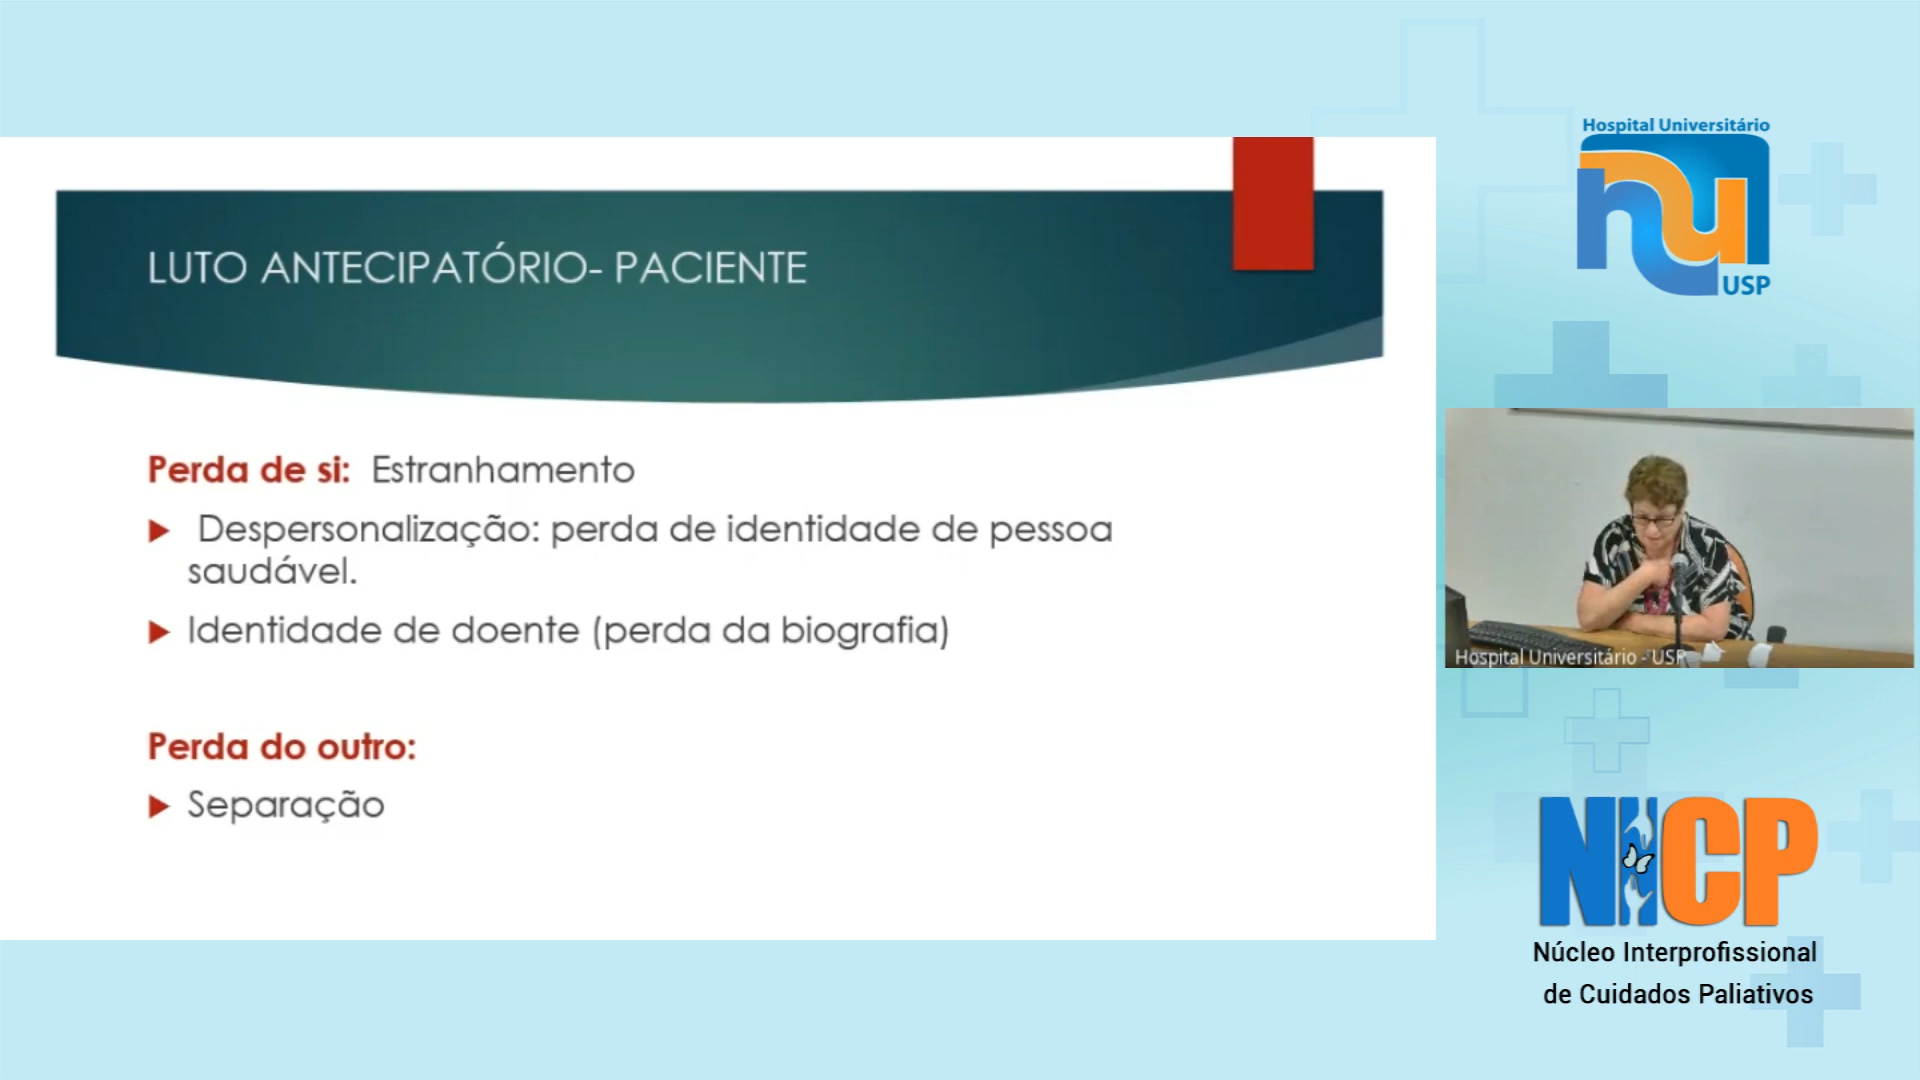 LUTO ANTECIPATÓRIO- PACIENTE
Perda de si: Estranhamento
Despersonalização: perda de identidade de pessoa
saudável.
Identidade de doente (perda da biografia)
Perda do outro:
Separação
Hospital Universitário
hu
USP
Hospital Universitário - USP
NICP
Núcleo Interprofissional
de Cuidados Paliativos